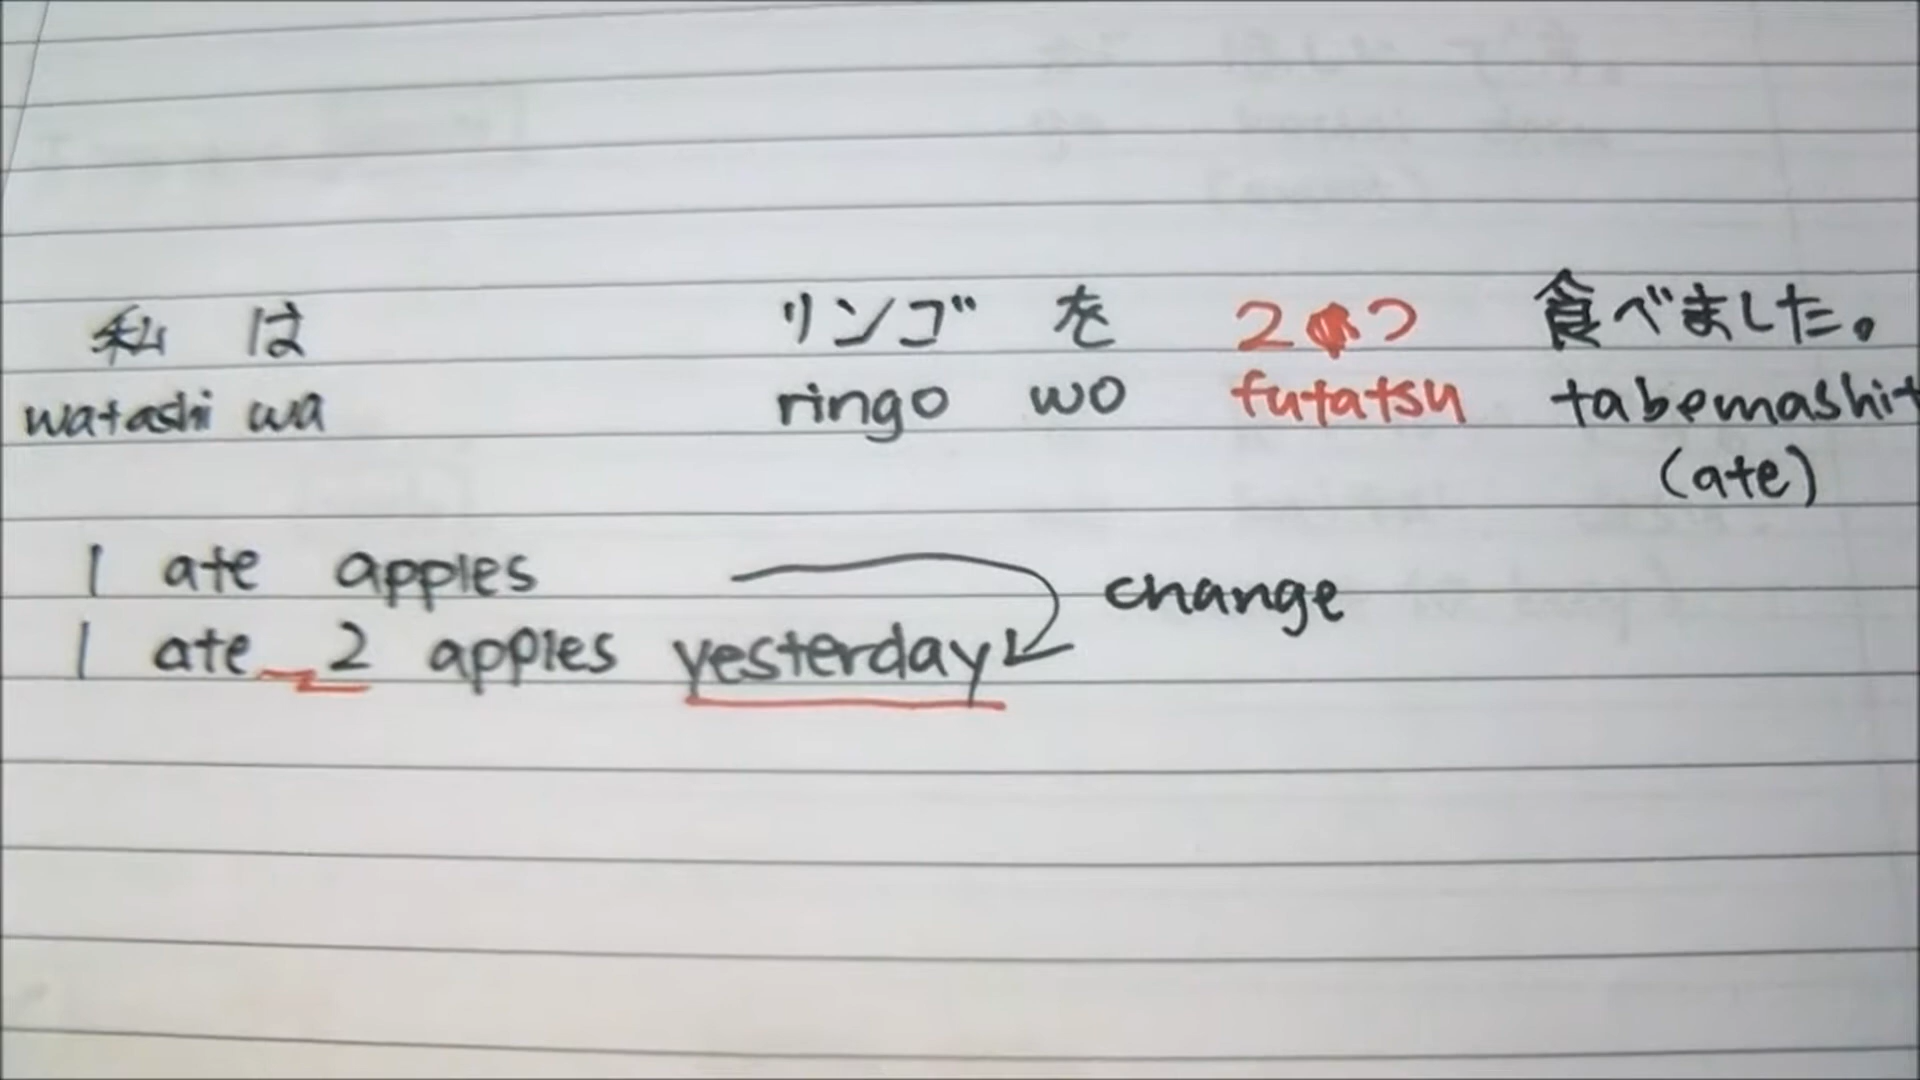 私 は リンゴ を 2つ 食べました。
watashi wa ringo wo futatsu tabemashit
(ate)
I ate apples
change
I ate 2 apples yesterday